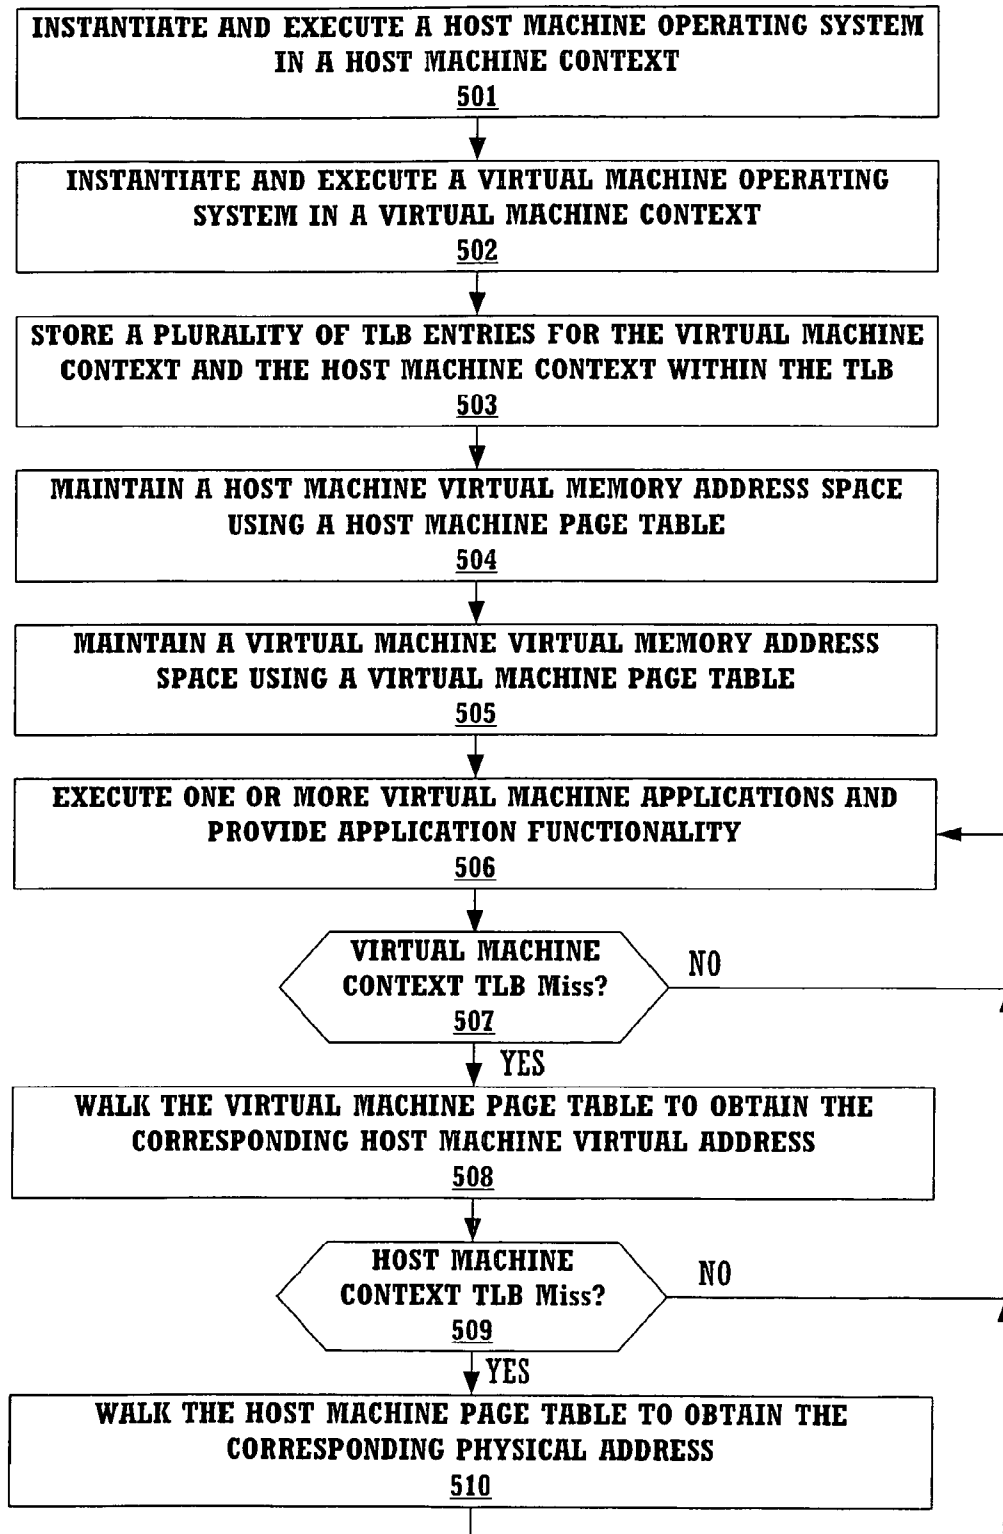 INSTANTIATE AND EXECUTE A HOST MACHINE OPERATING SYSTEM
IN A HOST MACHINE CONTEXT
501
INSTANTIATE AND EXECUTE A VIRTUAL MACHINE OPERATING
SYSTEM IN A VIRTUAL MACHINE CONTEXT
502
STORE A PLURALITY OF TLB ENTRIES FOR THE VIRTUAL MACHINE
CONTEXT AND THE HOST MACHINE CONTEXT WITHIN THE TLB
503
MAINTAIN A HOST MACHINE VIRTUAL MEMORY ADDRESS SPACE
USING A HOST MACHINE PAGE TABLE
504
MAINTAIN A VIRTUAL MACHINE VIRTUAL MEMORY ADDRESS
SPACE USING A VIRTUAL MACHINE PAGE TABLE
505
EXECUTE ONE OR MORE VIRTUAL MACHINE APPLICATIONS AND
PROVIDE APPLICATION FUNCTIONALITY
506
VIRTUAL MACHINE
CONTEXT TLB Miss?
507
NO
YES
WALK THE VIRTUAL MACHINE PAGE TABLE TO OBTAIN THE
CORRESPONDING HOST MACHINE VIRTUAL ADDRESS
508
HOST MACHINE
CONTEXT TLB Miss?
509
NO
YES
WALK THE HOST MACHINE PAGE TABLE TO OBTAIN THE
CORRESPONDING PHYSICAL ADDRESS
510